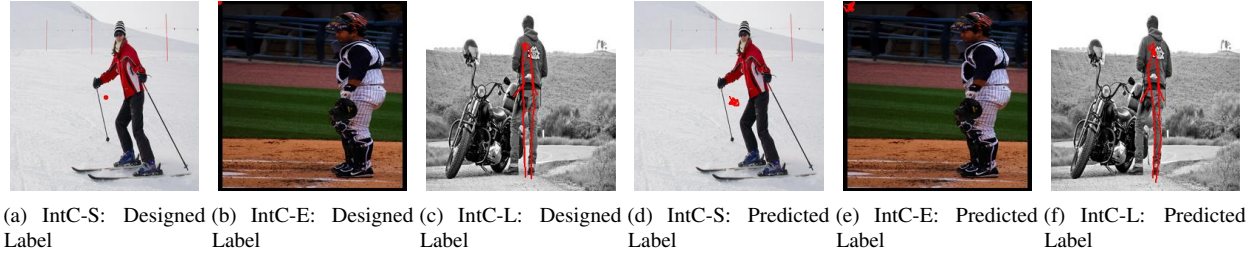 (a) IntC-S: Designed Label
(b) IntC-E: Designed Label
(c) IntC-L: Designed Label
(d) IntC-S: Predicted Label
(e) IntC-E: Predicted Label
(f) IntC-L: Predicted Label